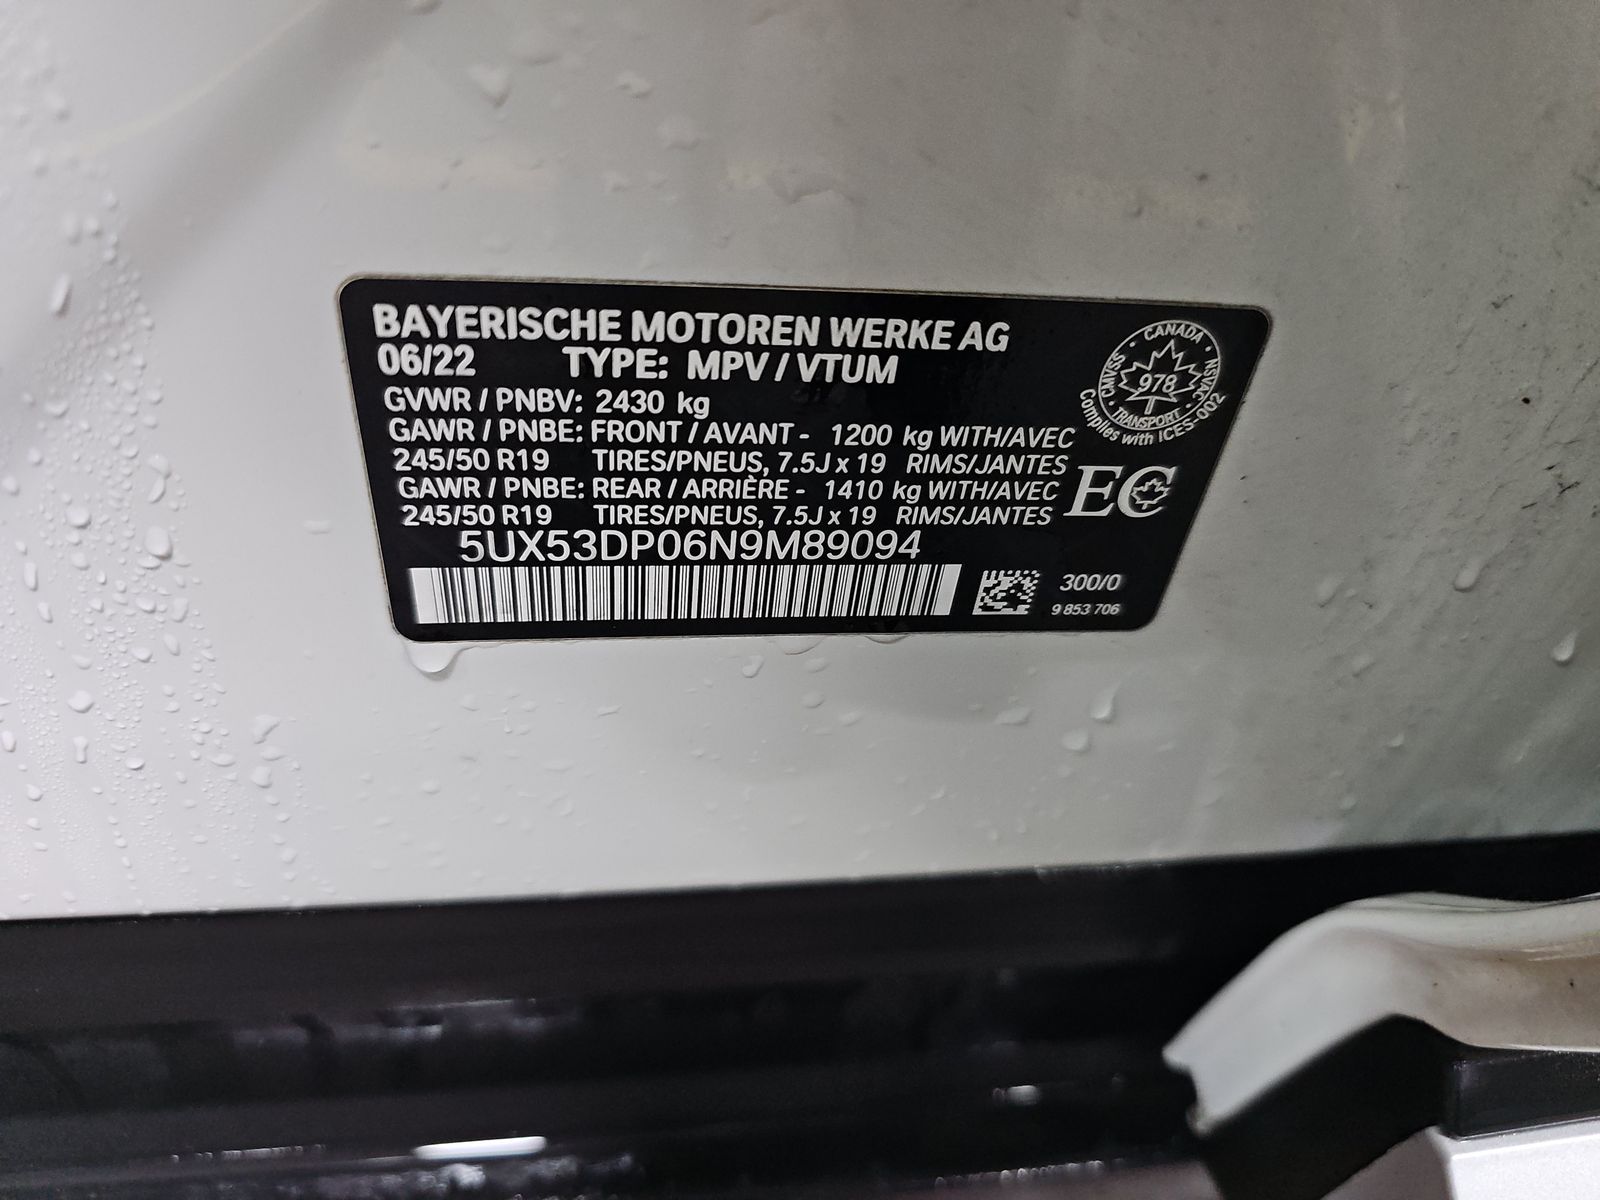 BAYERISCHE MOTOREN WERKE AG
06/22 TYPE: MPV / VTUM
GVWR / PNBV: 2430 kg
GAWR / PNBE: FRONT / AVANT - 1200 kg WITH/AVEC
245/50 R19 TIRES/PNEUS, 7.5J x 19 RIMS/JANTES
GAWR / PNBE: REAR / ARRIÈRE - 1410 kg WITH/AVEC
245/50 R19 TIRES/PNEUS, 7.5J x 19 RIMS/JANTES
5UX53DP06N9M89094
300/0
9 853 706
CANADA
CMVSS
NSVAC
978
TRANSPORT
Complies with ICES-002
EC